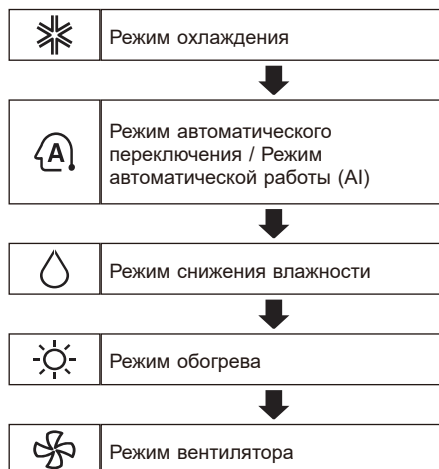 Режим охлаждения
A
Режим автоматического
переключения / Режим
автоматической работы (AI)
Режим снижения влажности
Режим обогрева
Режим вентилятора